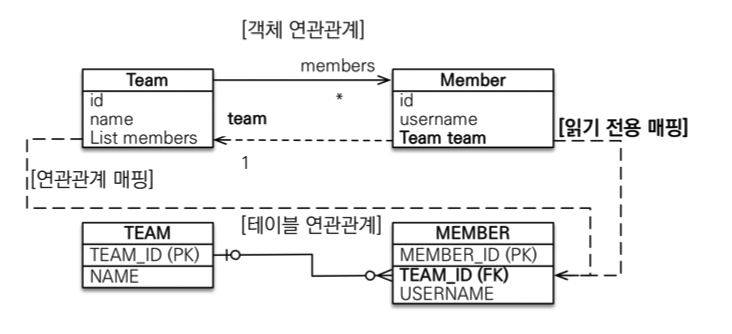 [객체 연관관계]
members
Team
Member
*
id
name
List members
team
id
username
Team team
[읽기 전용 매핑]
1
[연관관계 매핑]
[테이블 연관관계]
TEAM
TEAM_ID (PK)
NAME
MEMBER
MEMBER_ID (PK)
TEAM_ID (FK)
USERNAME